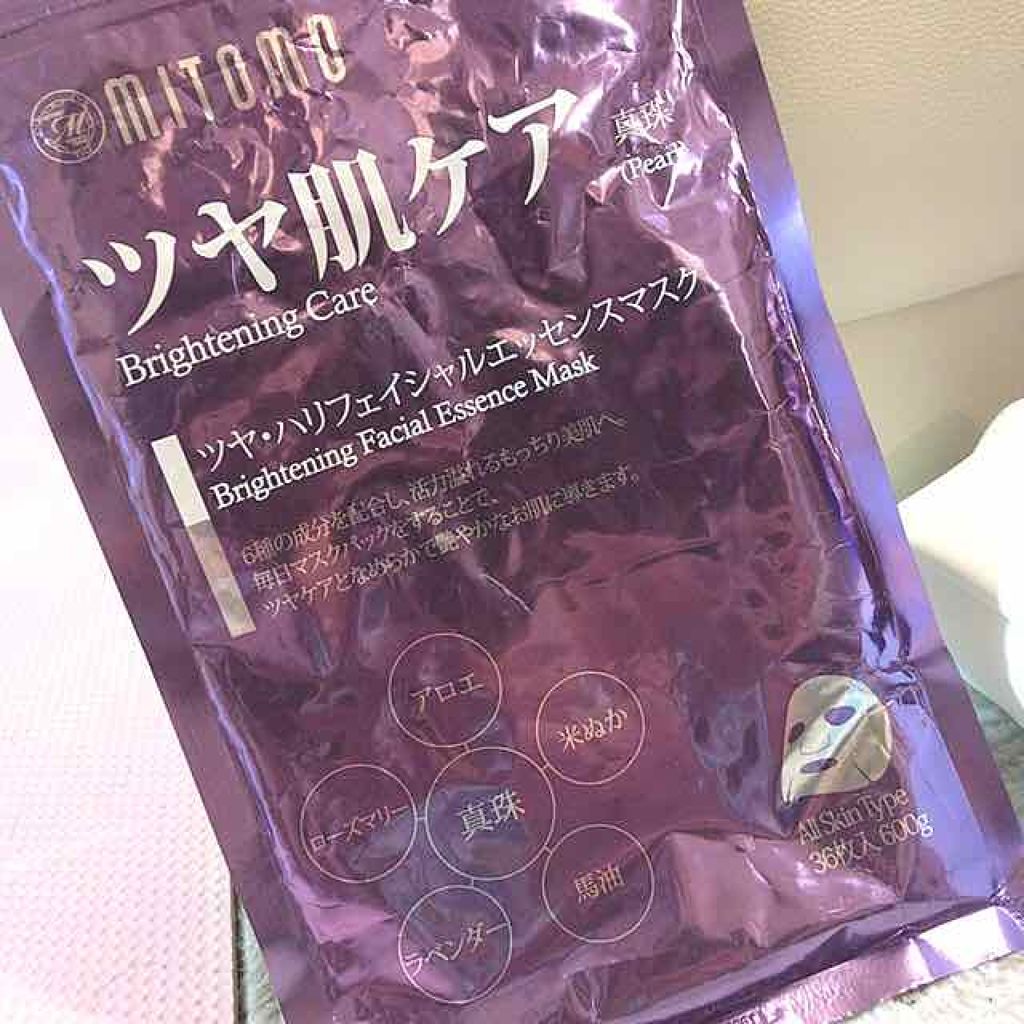 MITOMO
ツヤ肌ケア
真珠
(Pearl)
Brightening Care
ツヤ・ハリフェイシャルエッセンスマスク
Brightening Facial Essence Mask
6種の成分を配合し、活力溢れるもっちり美肌へ
毎日マスクパックをすることで、
ツヤケアとなめらかで艶やかなお肌に導きます。
アロエ
米ぬか
ローズマリー
真珠
馬油
ラベンダー
All Skin Type
36枚入 600g